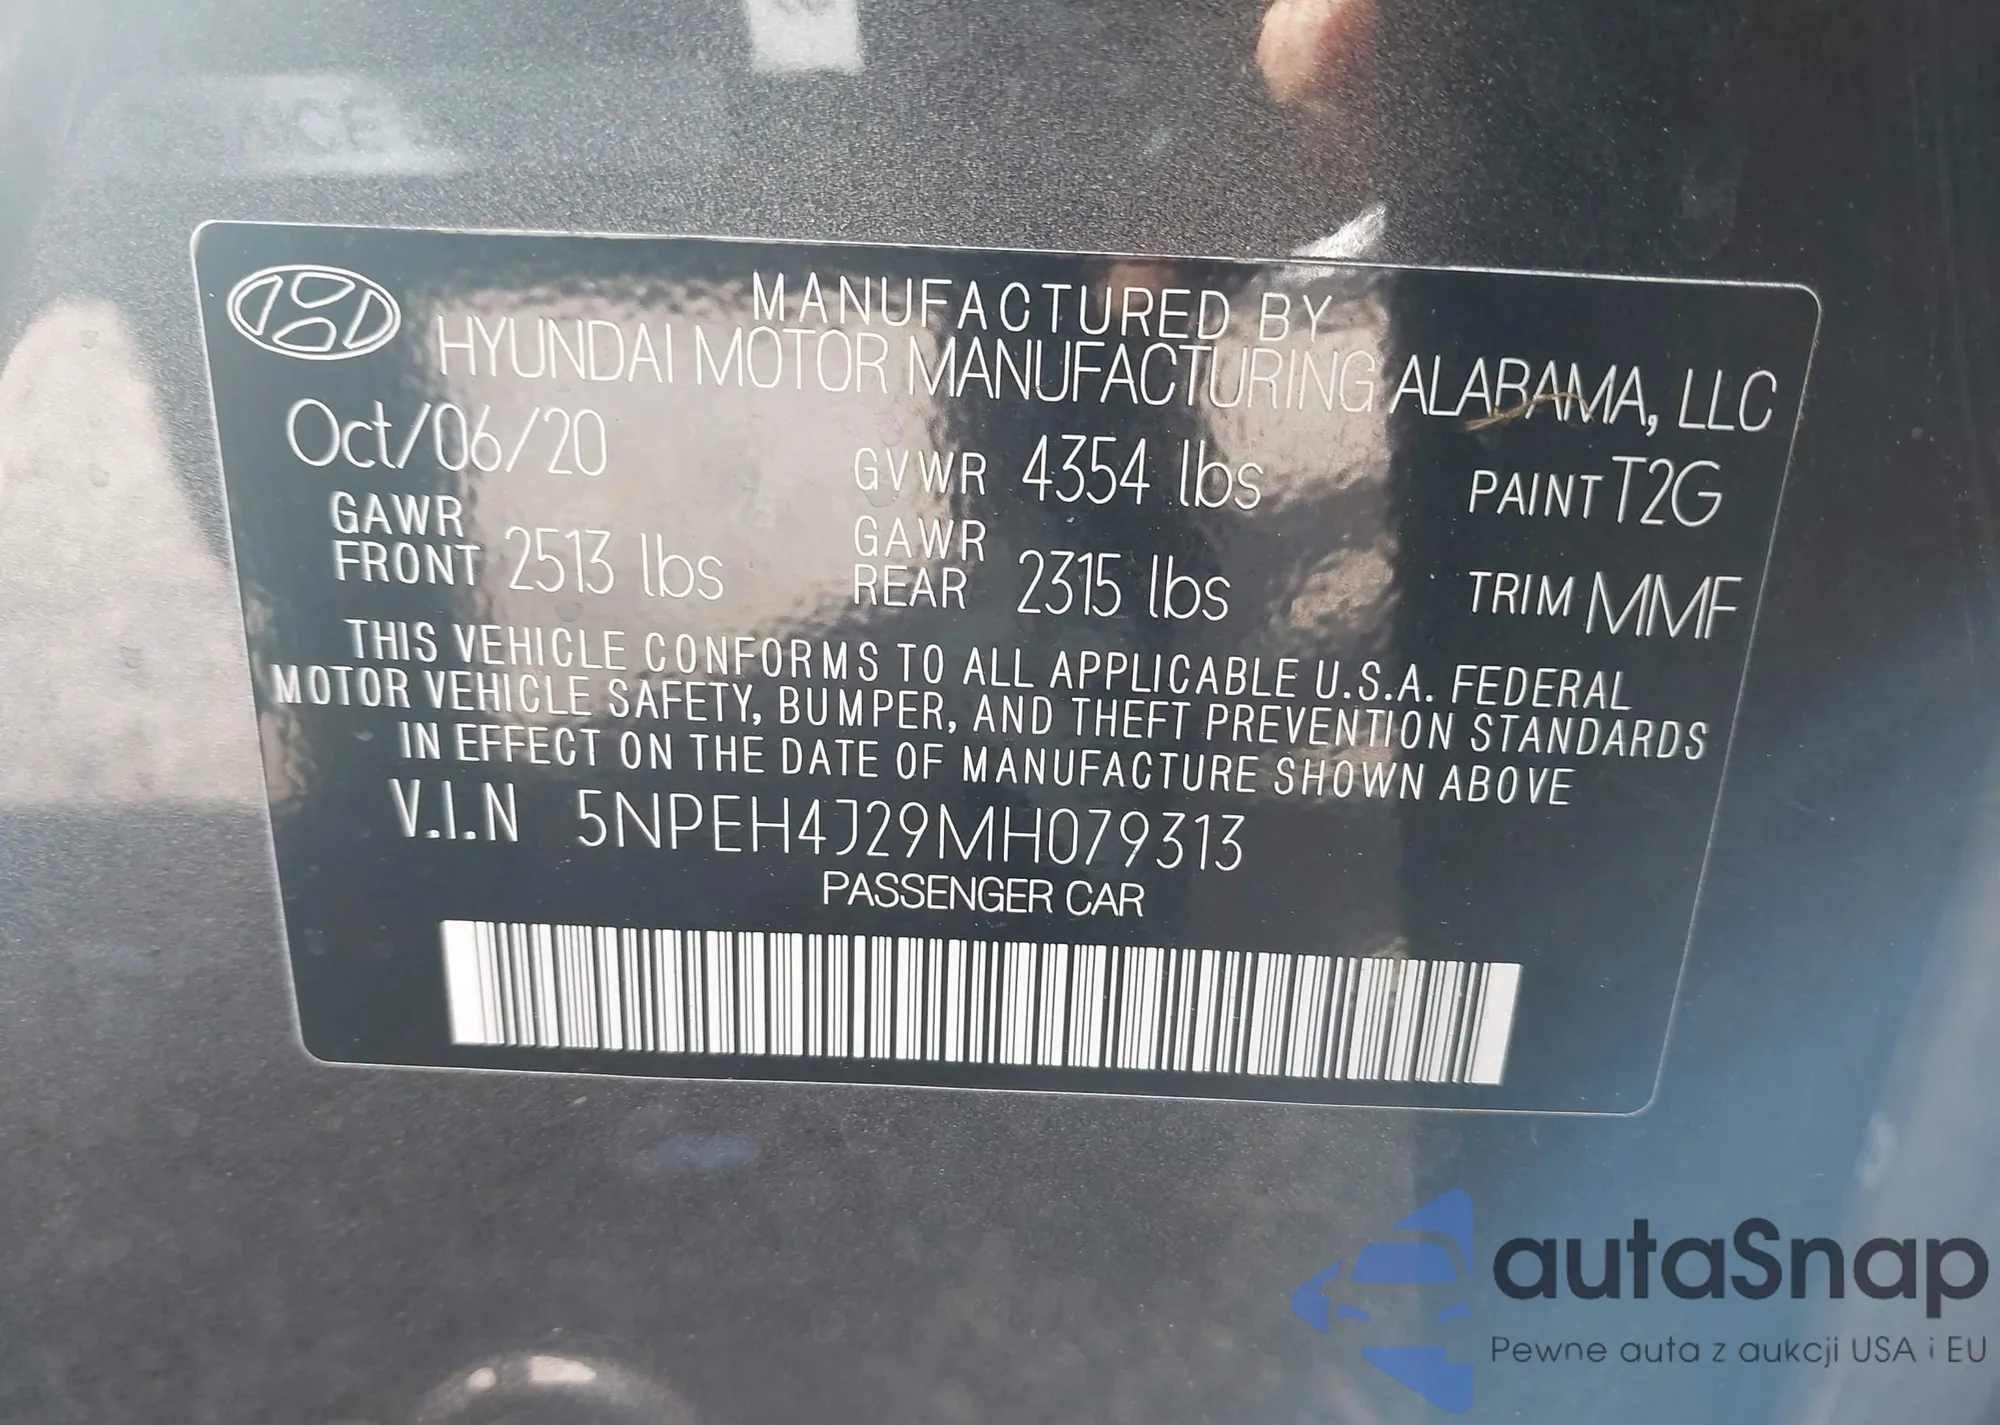 MANUFACTURED BY
HYUNDAI MOTOR MANUFACTURING ALABAMA, LLC
Oct/06/20 GVWR 4354 lbs PAINT T2G
GAWR FRONT 2513 lbs GAWR REAR 2315 lbs TRIM MMF
THIS VEHICLE CONFORMS TO ALL APPLICABLE U.S.A. FEDERAL
MOTOR VEHICLE SAFETY, BUMPER, AND THEFT PREVENTION STANDARDS
IN EFFECT ON THE DATE OF MANUFACTURE SHOWN ABOVE
V.I.N 5NPEH4J29MH079313
PASSENGER CAR
autaSnap
Pewne auta z aukcji USA i EU